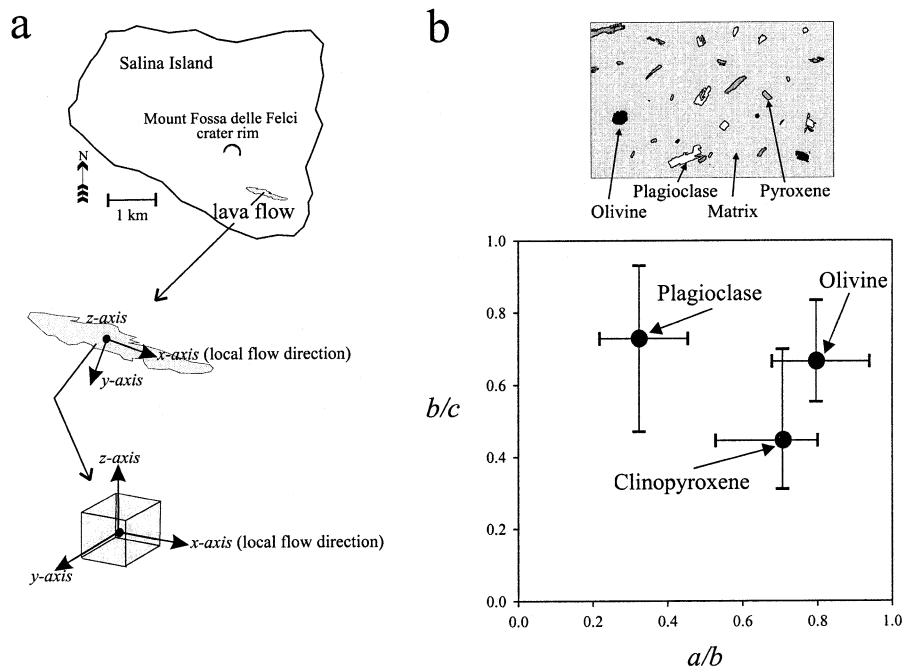 a
Salina Island
Mount Fossa delle Felci
crater rim
N
1 km
lava flow
z-axis
x-axis (local flow direction)
y-axis
z-axis
x-axis (local flow direction)
y-axis
b
Plagioclase
Pyroxene
Olivine
Matrix
1.0
0.8
0.6
0.4
0.2
0.0
b/c
Plagioclase
Olivine
Clinopyroxene
0.0 0.2 0.4 0.6 0.8 1.0
a/b